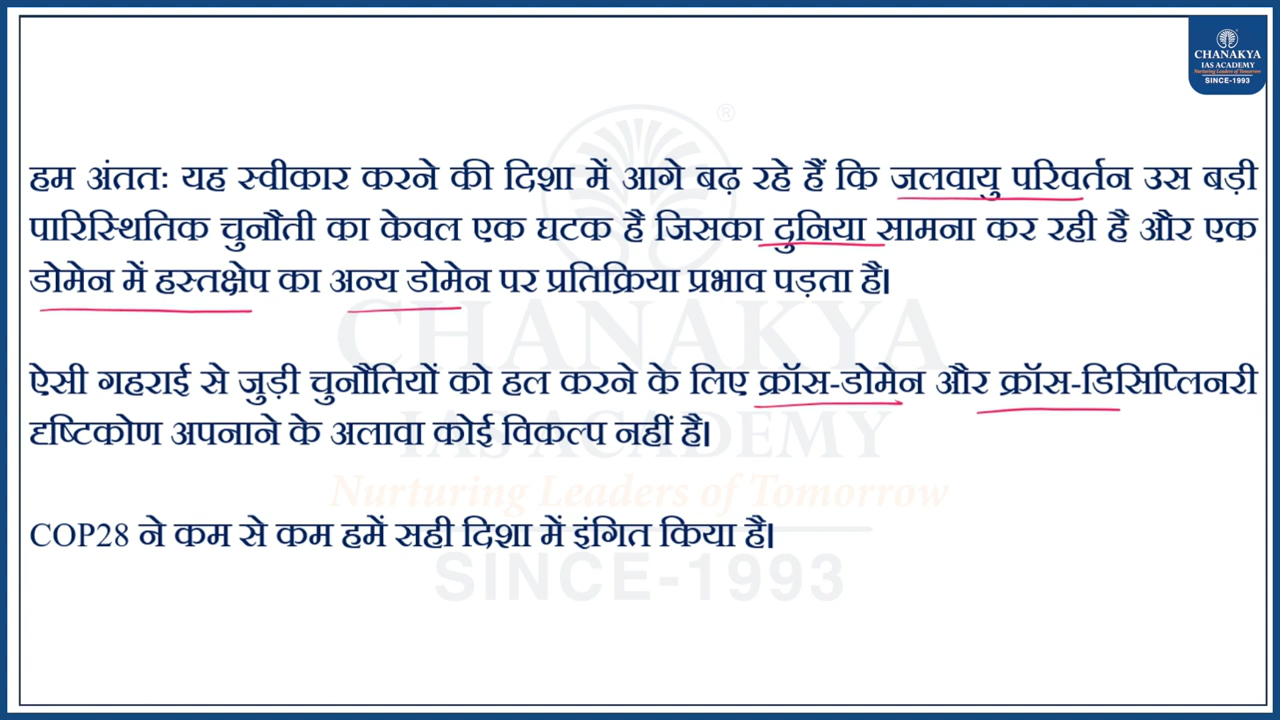 CHANAKYA
IAS ACADEMY
Nurturing Leaders of Tomorrow
SINCE-1993
हम अंततः यह स्वीकार करने की दिशा में आगे बढ़ रहे हैं कि जलवायु परिवर्तन उस बड़ी
पारिस्थितिक चुनौती का केवल एक घटक है जिसका दुनिया सामना कर रही है और एक
डोमेन में हस्तक्षेप का अन्य डोमेन पर प्रतिक्रिया प्रभाव पड़ता है।
ऐसी गहराई से जुड़ी चुनौतियों को हल करने के लिए क्रॉस-डोमेन और क्रॉस-डिसिप्लिनरी
दृष्टिकोण अपनाने के अलावा कोई विकल्प नहीं है।
COP28 ने कम से कम हमें सही दिशा में इंगित किया है।
®
CHANAKYA
IAS ACADEMY
Nurturing Leaders of Tomorrow
SINCE-1993